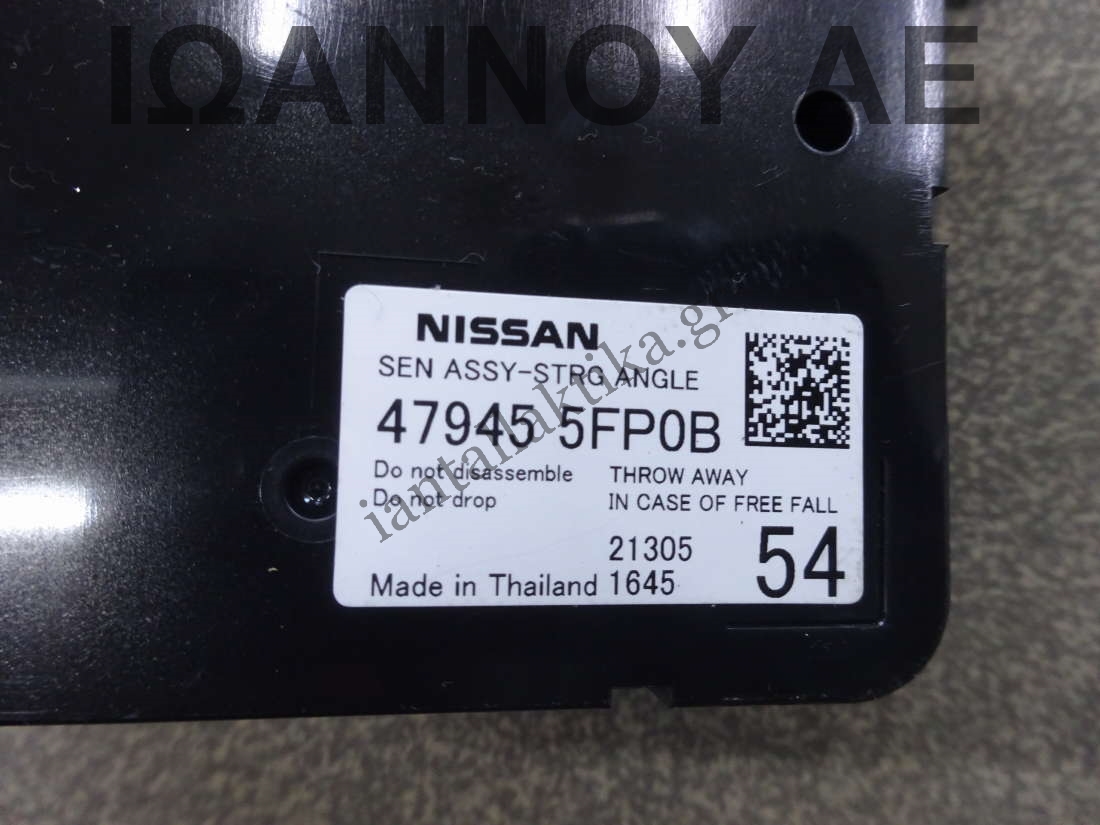 ΙΩΑΝΝΟΥ ΑΕ
NISSAN
SEN ASSY-STRG ANGLE
47945 5FP0B
Do not disassemble THROW AWAY
Do not drop IN CASE OF FREE FALL
21305
Made in Thailand 1645 54
iantallaktika.gr